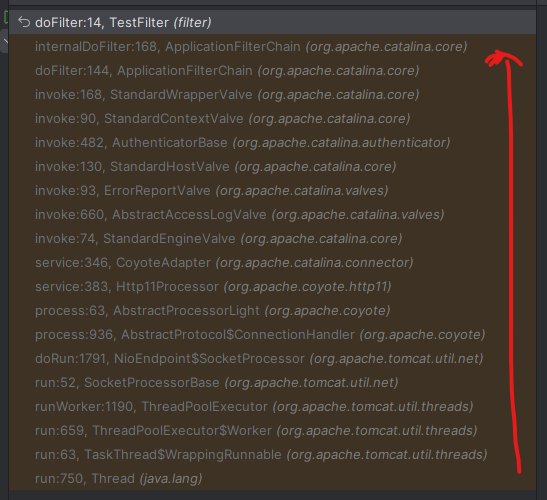 doFilter:14, TestFilter (filter)
internalDoFilter:168, ApplicationFilterChain (org.apache.catalina.core)
doFilter:144, ApplicationFilterChain (org.apache.catalina.core)
invoke:168, StandardWrapperValve (org.apache.catalina.core)
invoke:90, StandardContextValve (org.apache.catalina.core)
invoke:482, AuthenticatorBase (org.apache.catalina.authenticator)
invoke:130, StandardHostValve (org.apache.catalina.core)
invoke:93, ErrorReportValve (org.apache.catalina.valves)
invoke:660, AbstractAccessLogValve (org.apache.catalina.valves)
invoke:74, StandardEngineValve (org.apache.catalina.core)
service:346, CoyoteAdapter (org.apache.catalina.connector)
service:383, Http11Processor (org.apache.coyote.http11)
process:63, AbstractProcessorLight (org.apache.coyote)
process:936, AbstractProtocol$ConnectionHandler (org.apache.coyote)
doRun:1791, NioEndpoint$SocketProcessor (org.apache.tomcat.util.net)
run:52, SocketProcessorBase (org.apache.tomcat.util.net)
runWorker:1190, ThreadPoolExecutor (org.apache.tomcat.util.threads)
run:659, ThreadPoolExecutor$Worker (org.apache.tomcat.util.threads)
run:63, TaskThread$WrappingRunnable (org.apache.tomcat.util.threads)
run:750, Thread (java.lang)